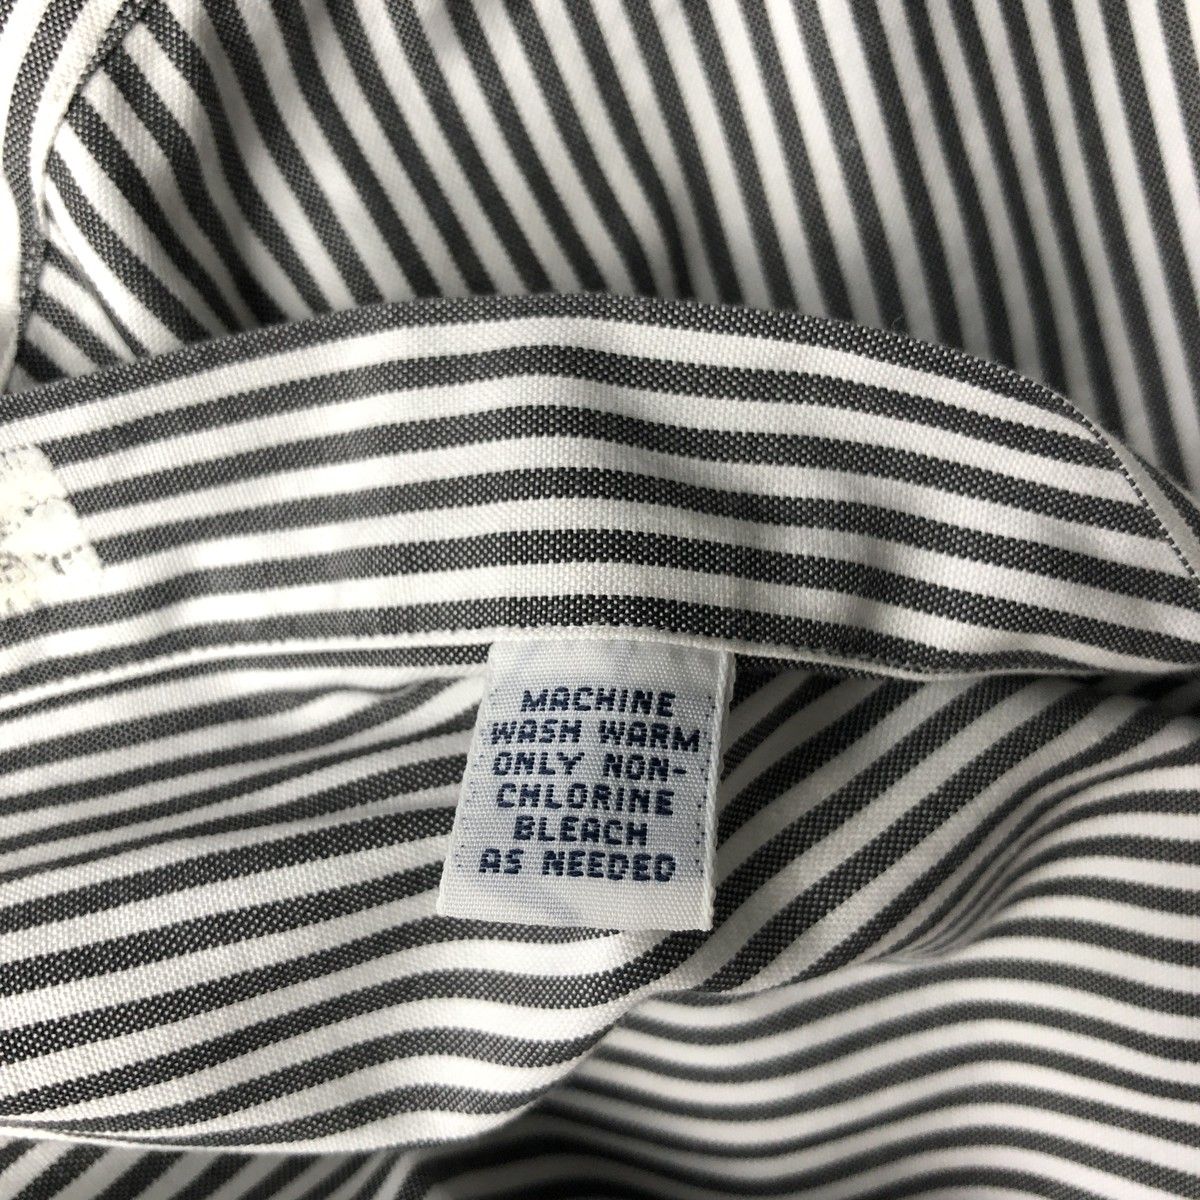 MACHINE
WASH WARM
ONLY NON-
CHLORINE
BLEACH
AS NEEDED